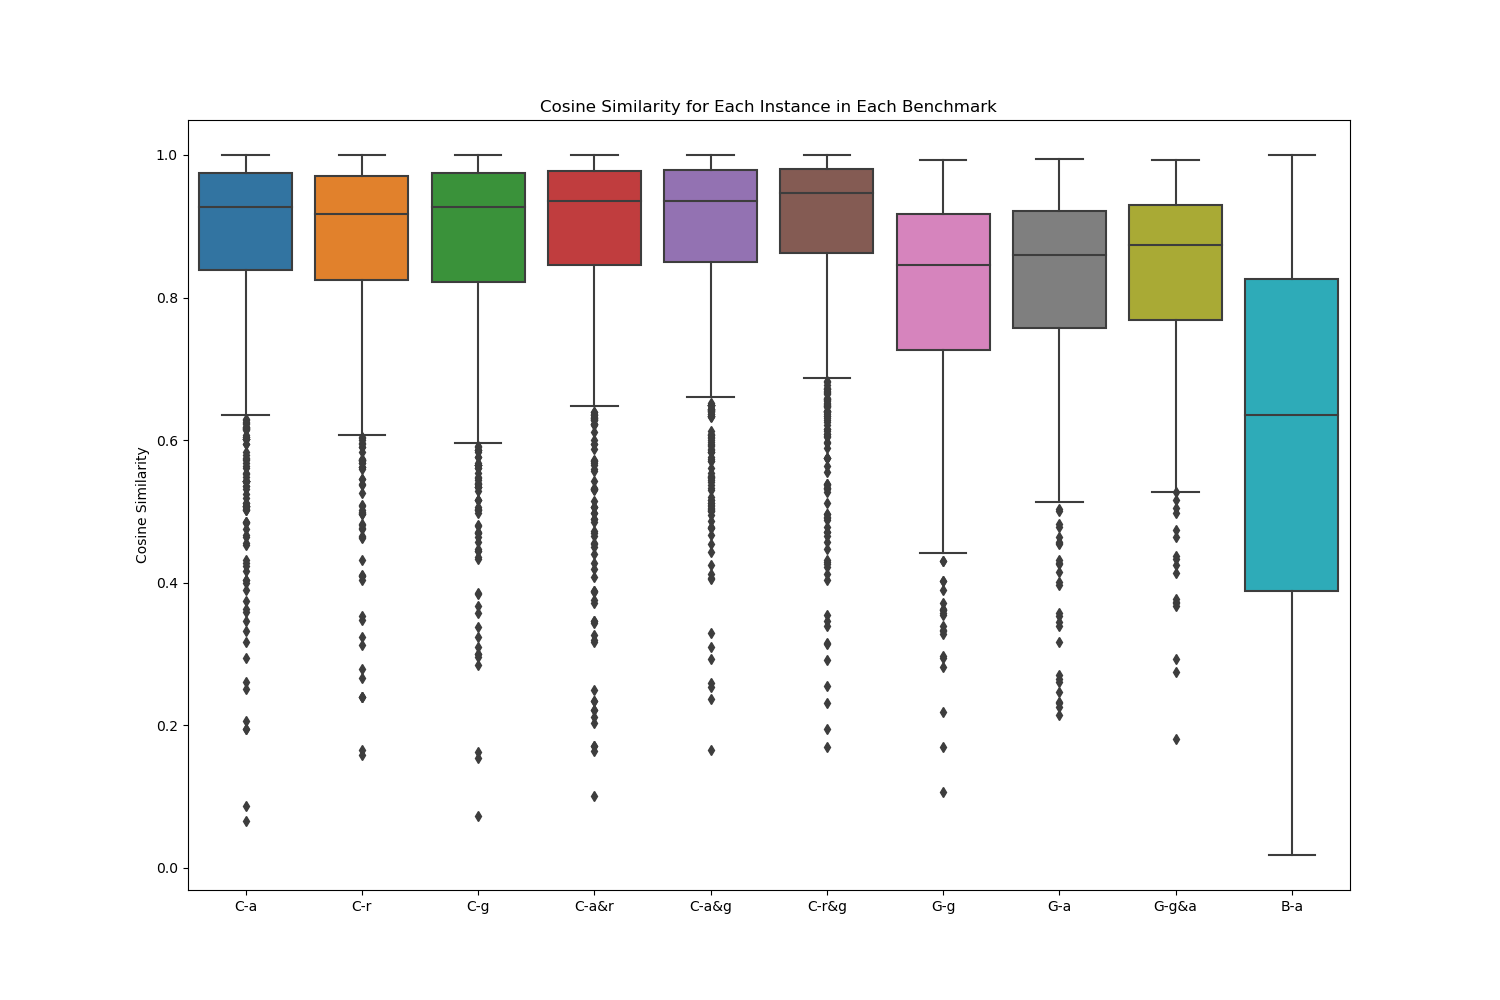 Cosine Similarity for Each Instance in Each Benchmark
Cosine Similarity
1.0
0.8
0.6
0.4
0.2
0.0
C-a C-r C-g C-a&r C-a&g C-r&g G-g G-a G-g&a B-a